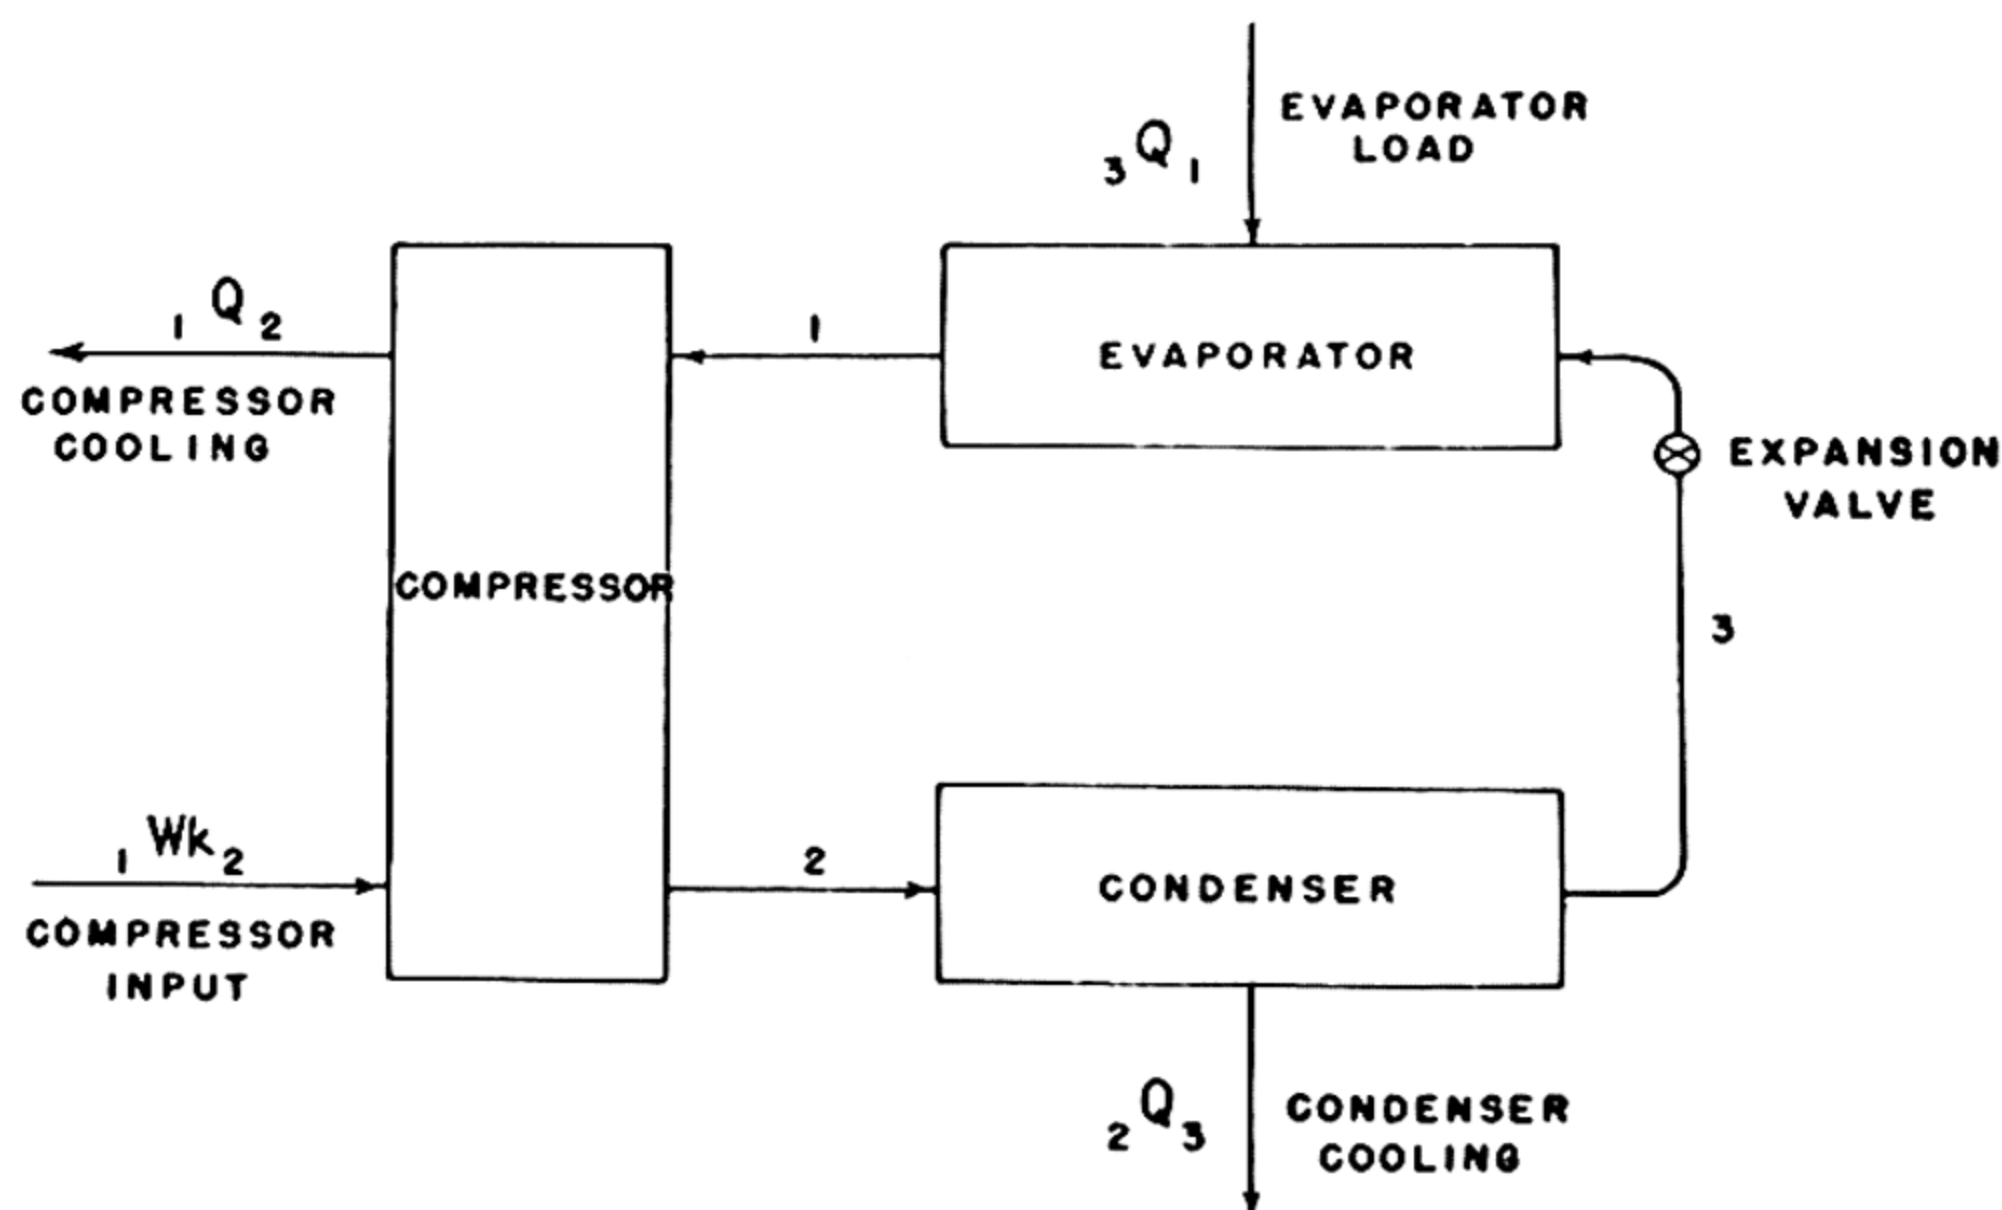 EVAPORATOR
LOAD
3Q1
1Q2
COMPRESSOR
COOLING
1
EVAPORATOR
EXPANSION
VALVE
COMPRESSOR
3
1Wk2
COMPRESSOR
INPUT
2
CONDENSER
2Q3
CONDENSER
COOLING